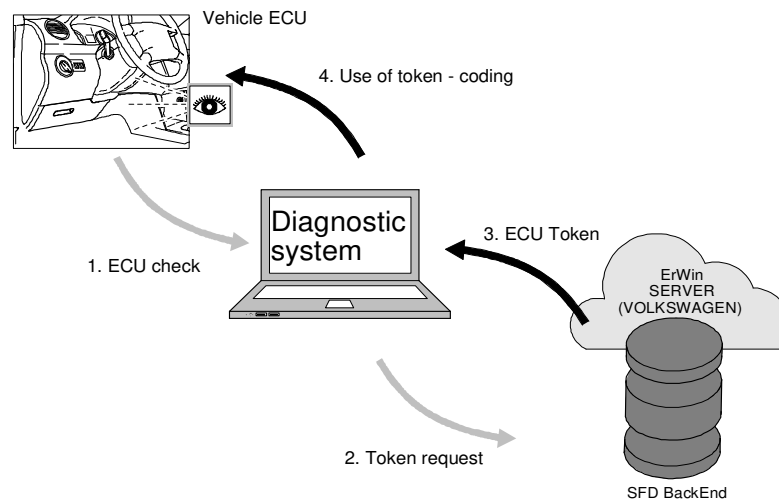 Vehicle ECU
4. Use of token - coding
Diagnostic
system
1. ECU check
3. ECU Token
ErWin
SERVER
(VOLKSWAGEN)
2. Token request
SFD BackEnd